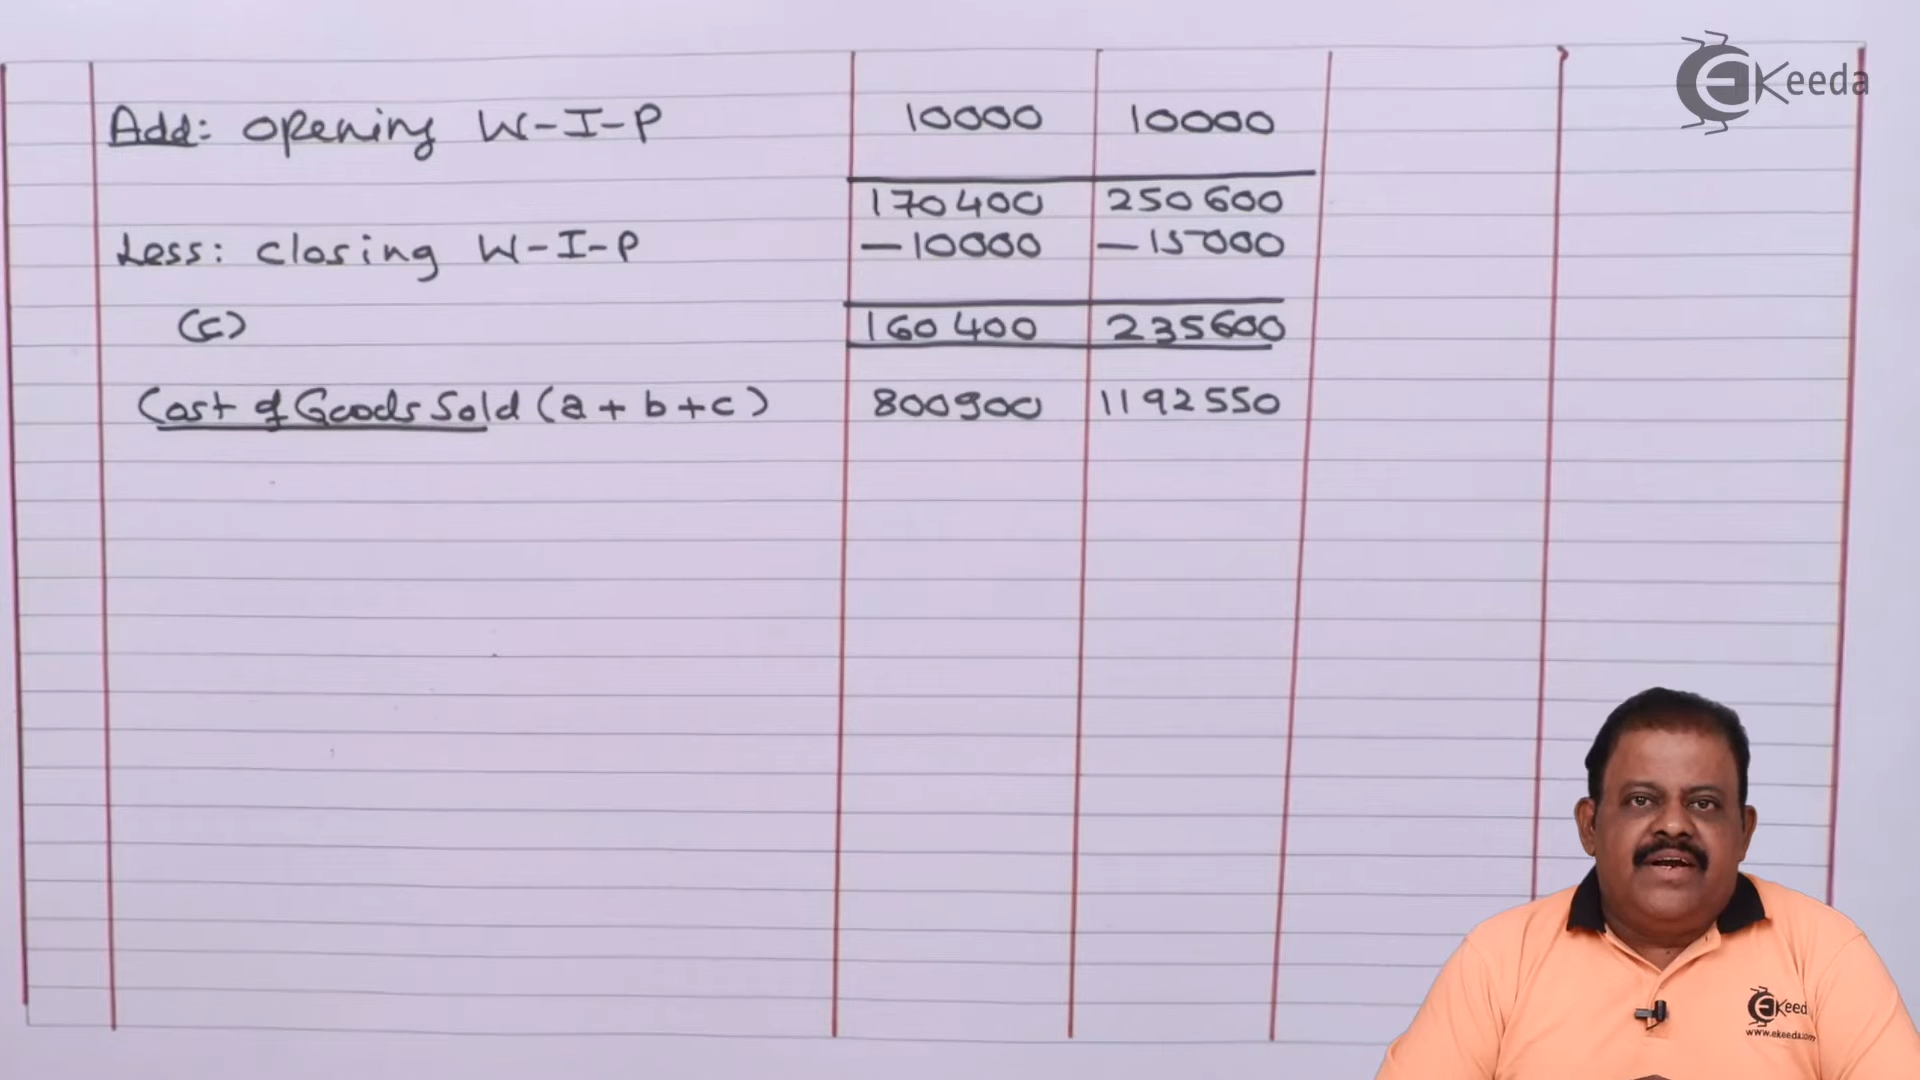 EKeeda
Add: opening W-I-P 10000 10000
170400 250600
Less: closing W-I-P —10000 —15000
(c) 160400 235600
Cost of Goods Sold (a + b + c) 800900 1192550
EKeeda
www.ekeeda.com